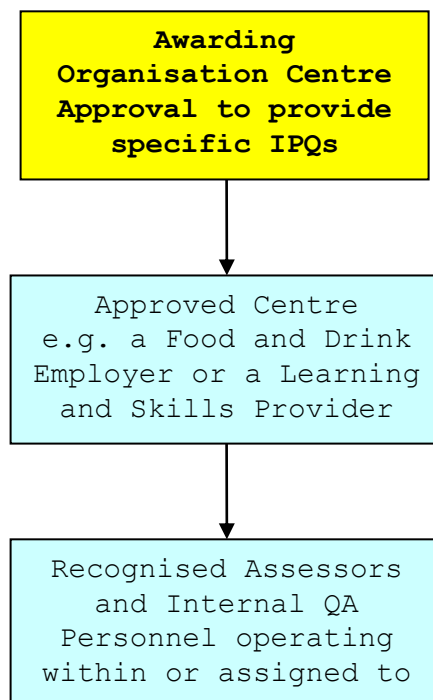 Awarding
Organisation Centre
Approval to provide
specific IPQs
Approved Centre
e.g. a Food and Drink
Employer or a Learning
and Skills Provider
Recognised Assessors
and Internal QA
Personnel operating
within or assigned to